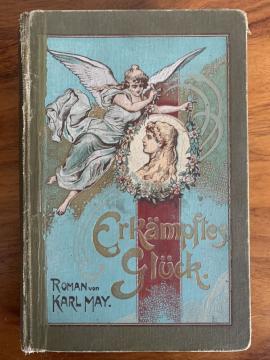 Erkämpftes
Glück.
ROMAN von
KARL MAY.